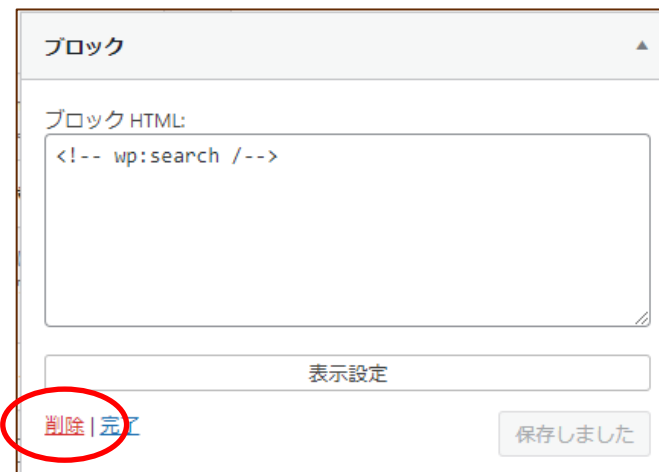 ブロック
ブロック HTML:
<!-- wp:search /-->
表示設定
削除 | 完了
保存しました